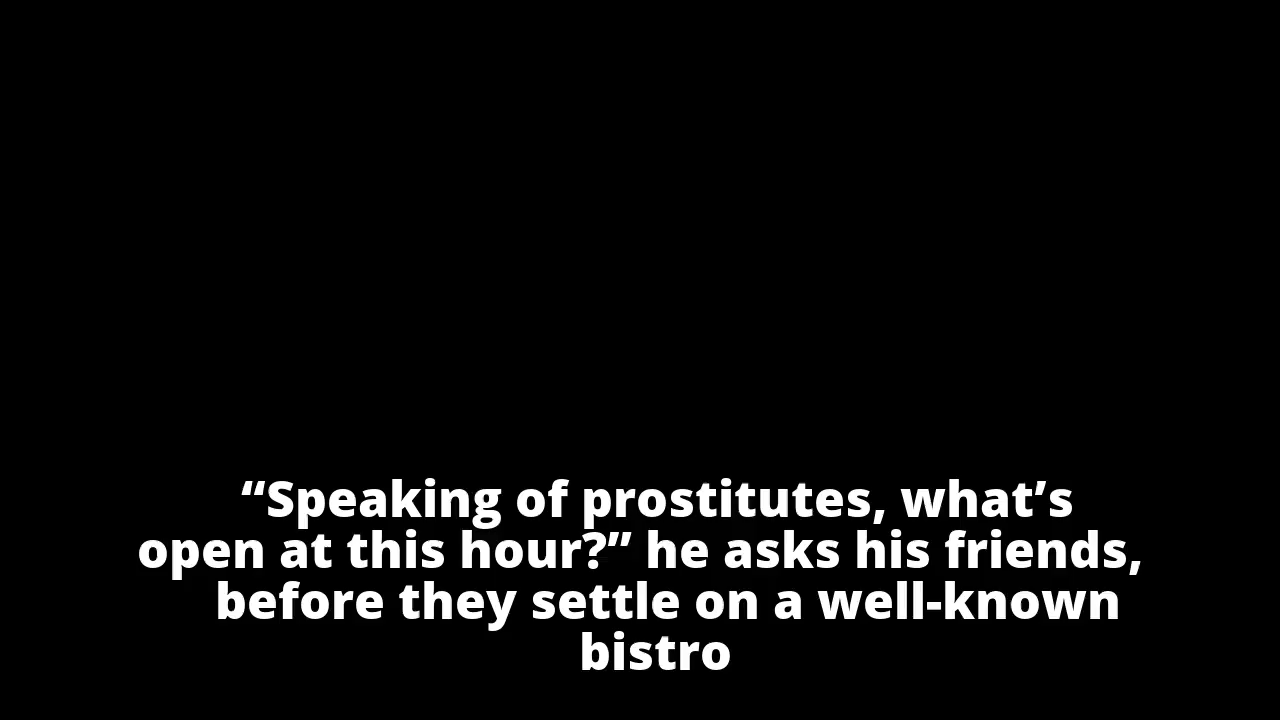 “Speaking of prostitutes, what’s
open at this hour?” he asks his friends,
before they settle on a well-known
bistro